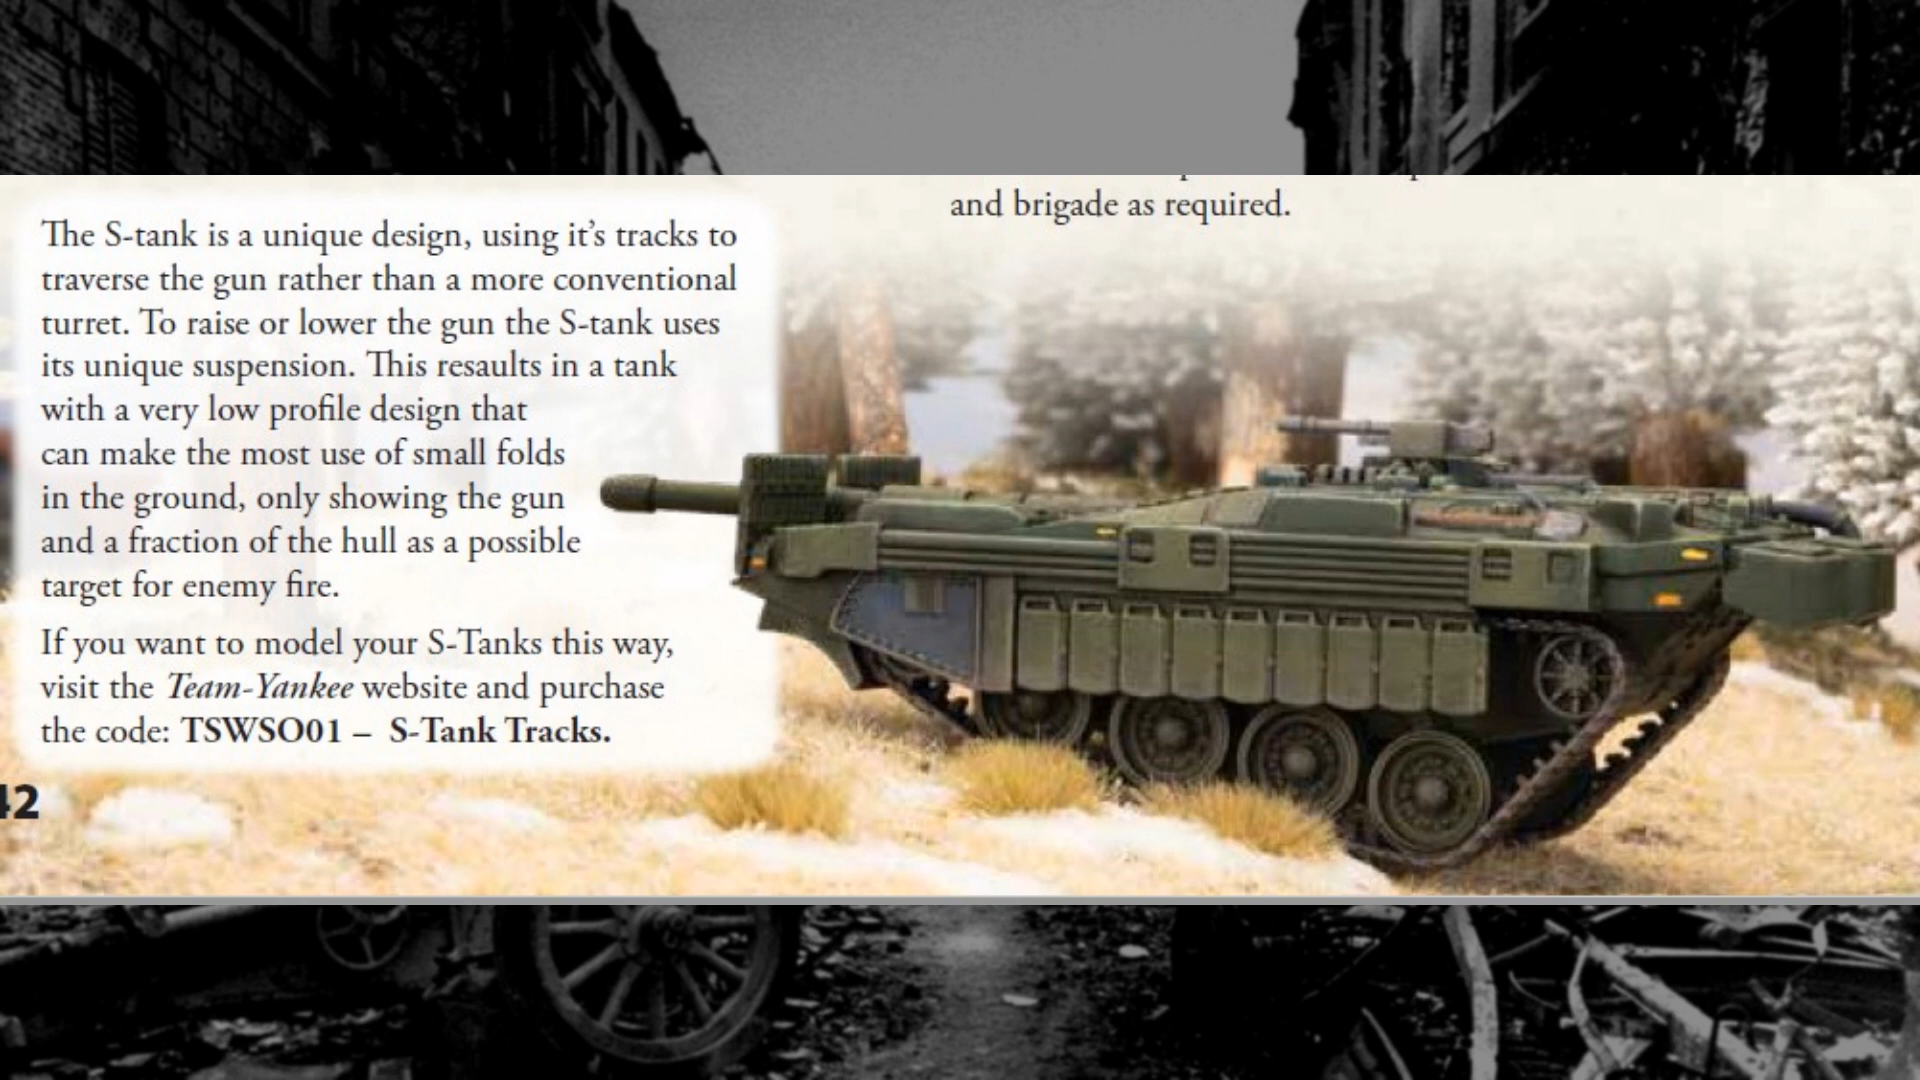 and brigade as required.
The S-tank is a unique design, using it's tracks to
traverse the gun rather than a more conventional
turret. To raise or lower the gun the S-tank uses
its unique suspension. This resaults in a tank
with a very low profile design that
can make the most use of small folds
in the ground, only showing the gun
and a fraction of the hull as a possible
target for enemy fire.
If you want to model your S-Tanks this way,
visit the Team-Yankee website and purchase
the code: TSWSO01 – S-Tank Tracks.
42